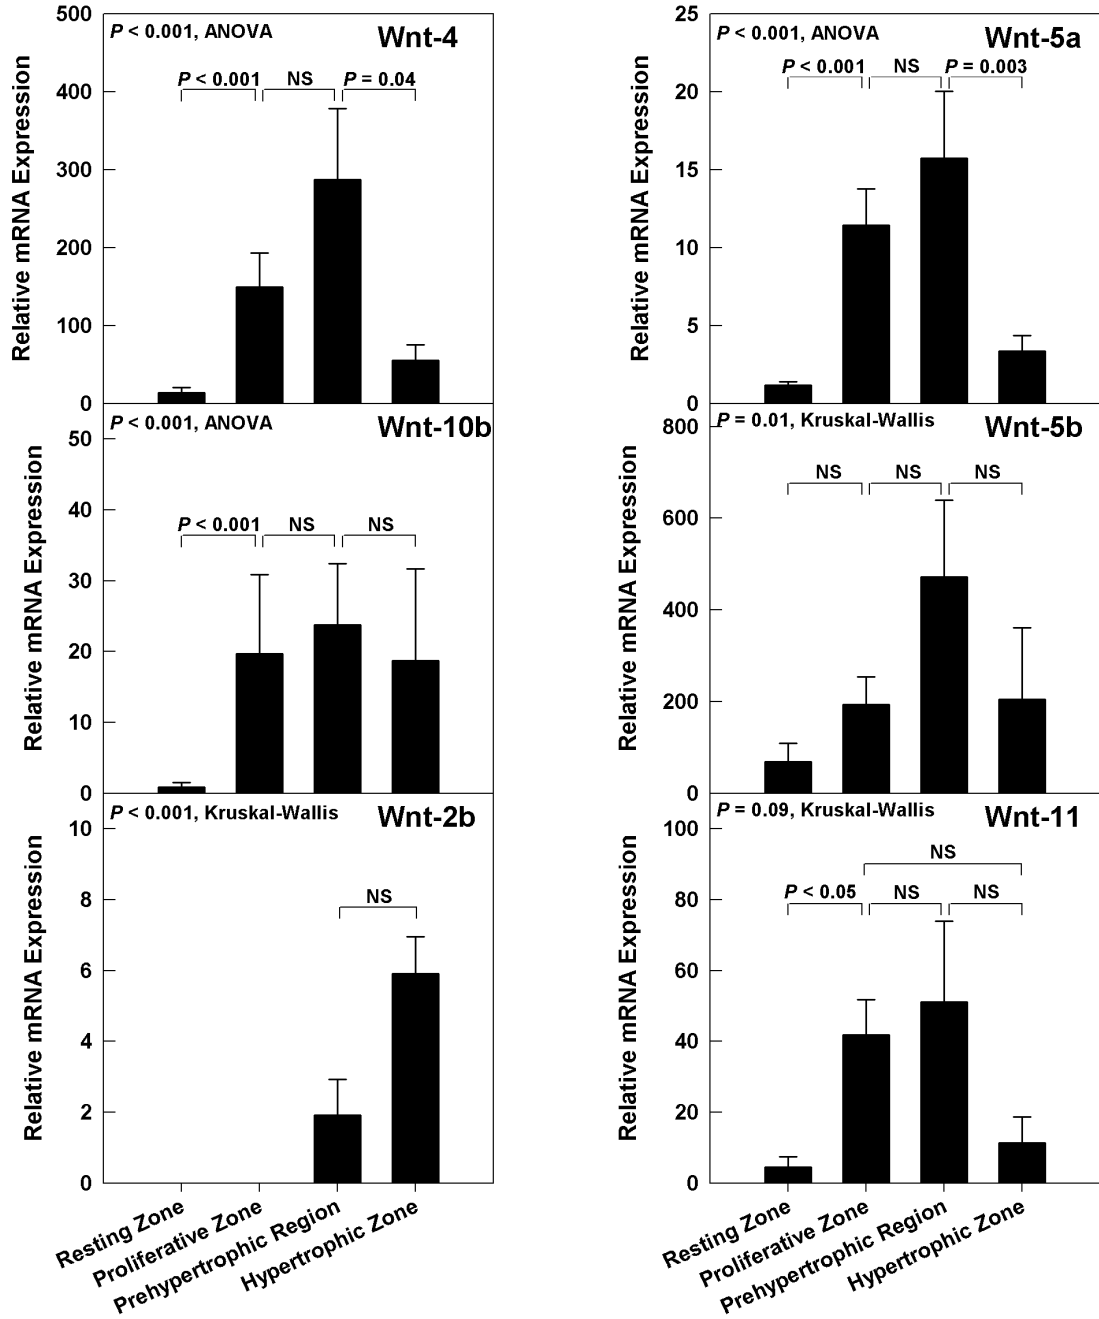 P < 0.001, ANOVA
Wnt-4
P < 0.001
NS
P = 0.04
500
400
300
200
100
0
Relative mRNA Expression
P < 0.001, ANOVA
Wnt-5a
P < 0.001
NS
P = 0.003
25
20
15
10
5
0
Relative mRNA Expression
P < 0.001, ANOVA
Wnt-10b
P < 0.001
NS
NS
50
40
30
20
10
0
Relative mRNA Expression
P = 0.01, Kruskal-Wallis
Wnt-5b
NS
NS
NS
800
600
400
200
0
Relative mRNA Expression
P < 0.001, Kruskal-Wallis
Wnt-2b
NS
8
6
4
2
0
Relative mRNA Expression
Resting Zone
Proliferative Zone
Prehypertrophic Region
Hypertrophic Zone
P = 0.09, Kruskal-Wallis
Wnt-11
NS
P < 0.05
NS
NS
100
80
60
40
20
0
Relative mRNA Expression
Resting Zone
Proliferative Zone
Prehypertrophic Region
Hypertrophic Zone